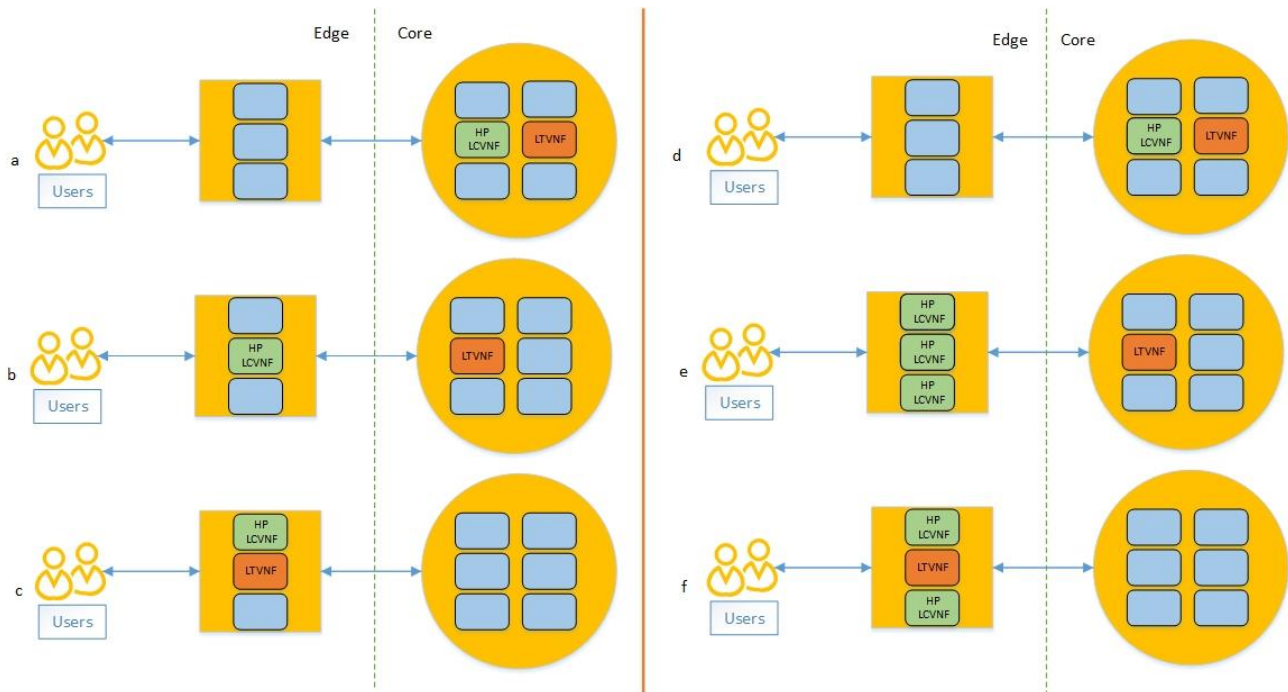 Edge
Core
HP
LCVNF
LTVNF
a
Users
HP
LCVNF
LTVNF
b
Users
HP
LCVNF
LTVNF
c
Users
Edge
Core
HP
LCVNF
LTVNF
d
Users
HP
LCVNF
HP
LCVNF
HP
LCVNF
LTVNF
e
Users
HP
LCVNF
LTVNF
HP
LCVNF
f
Users